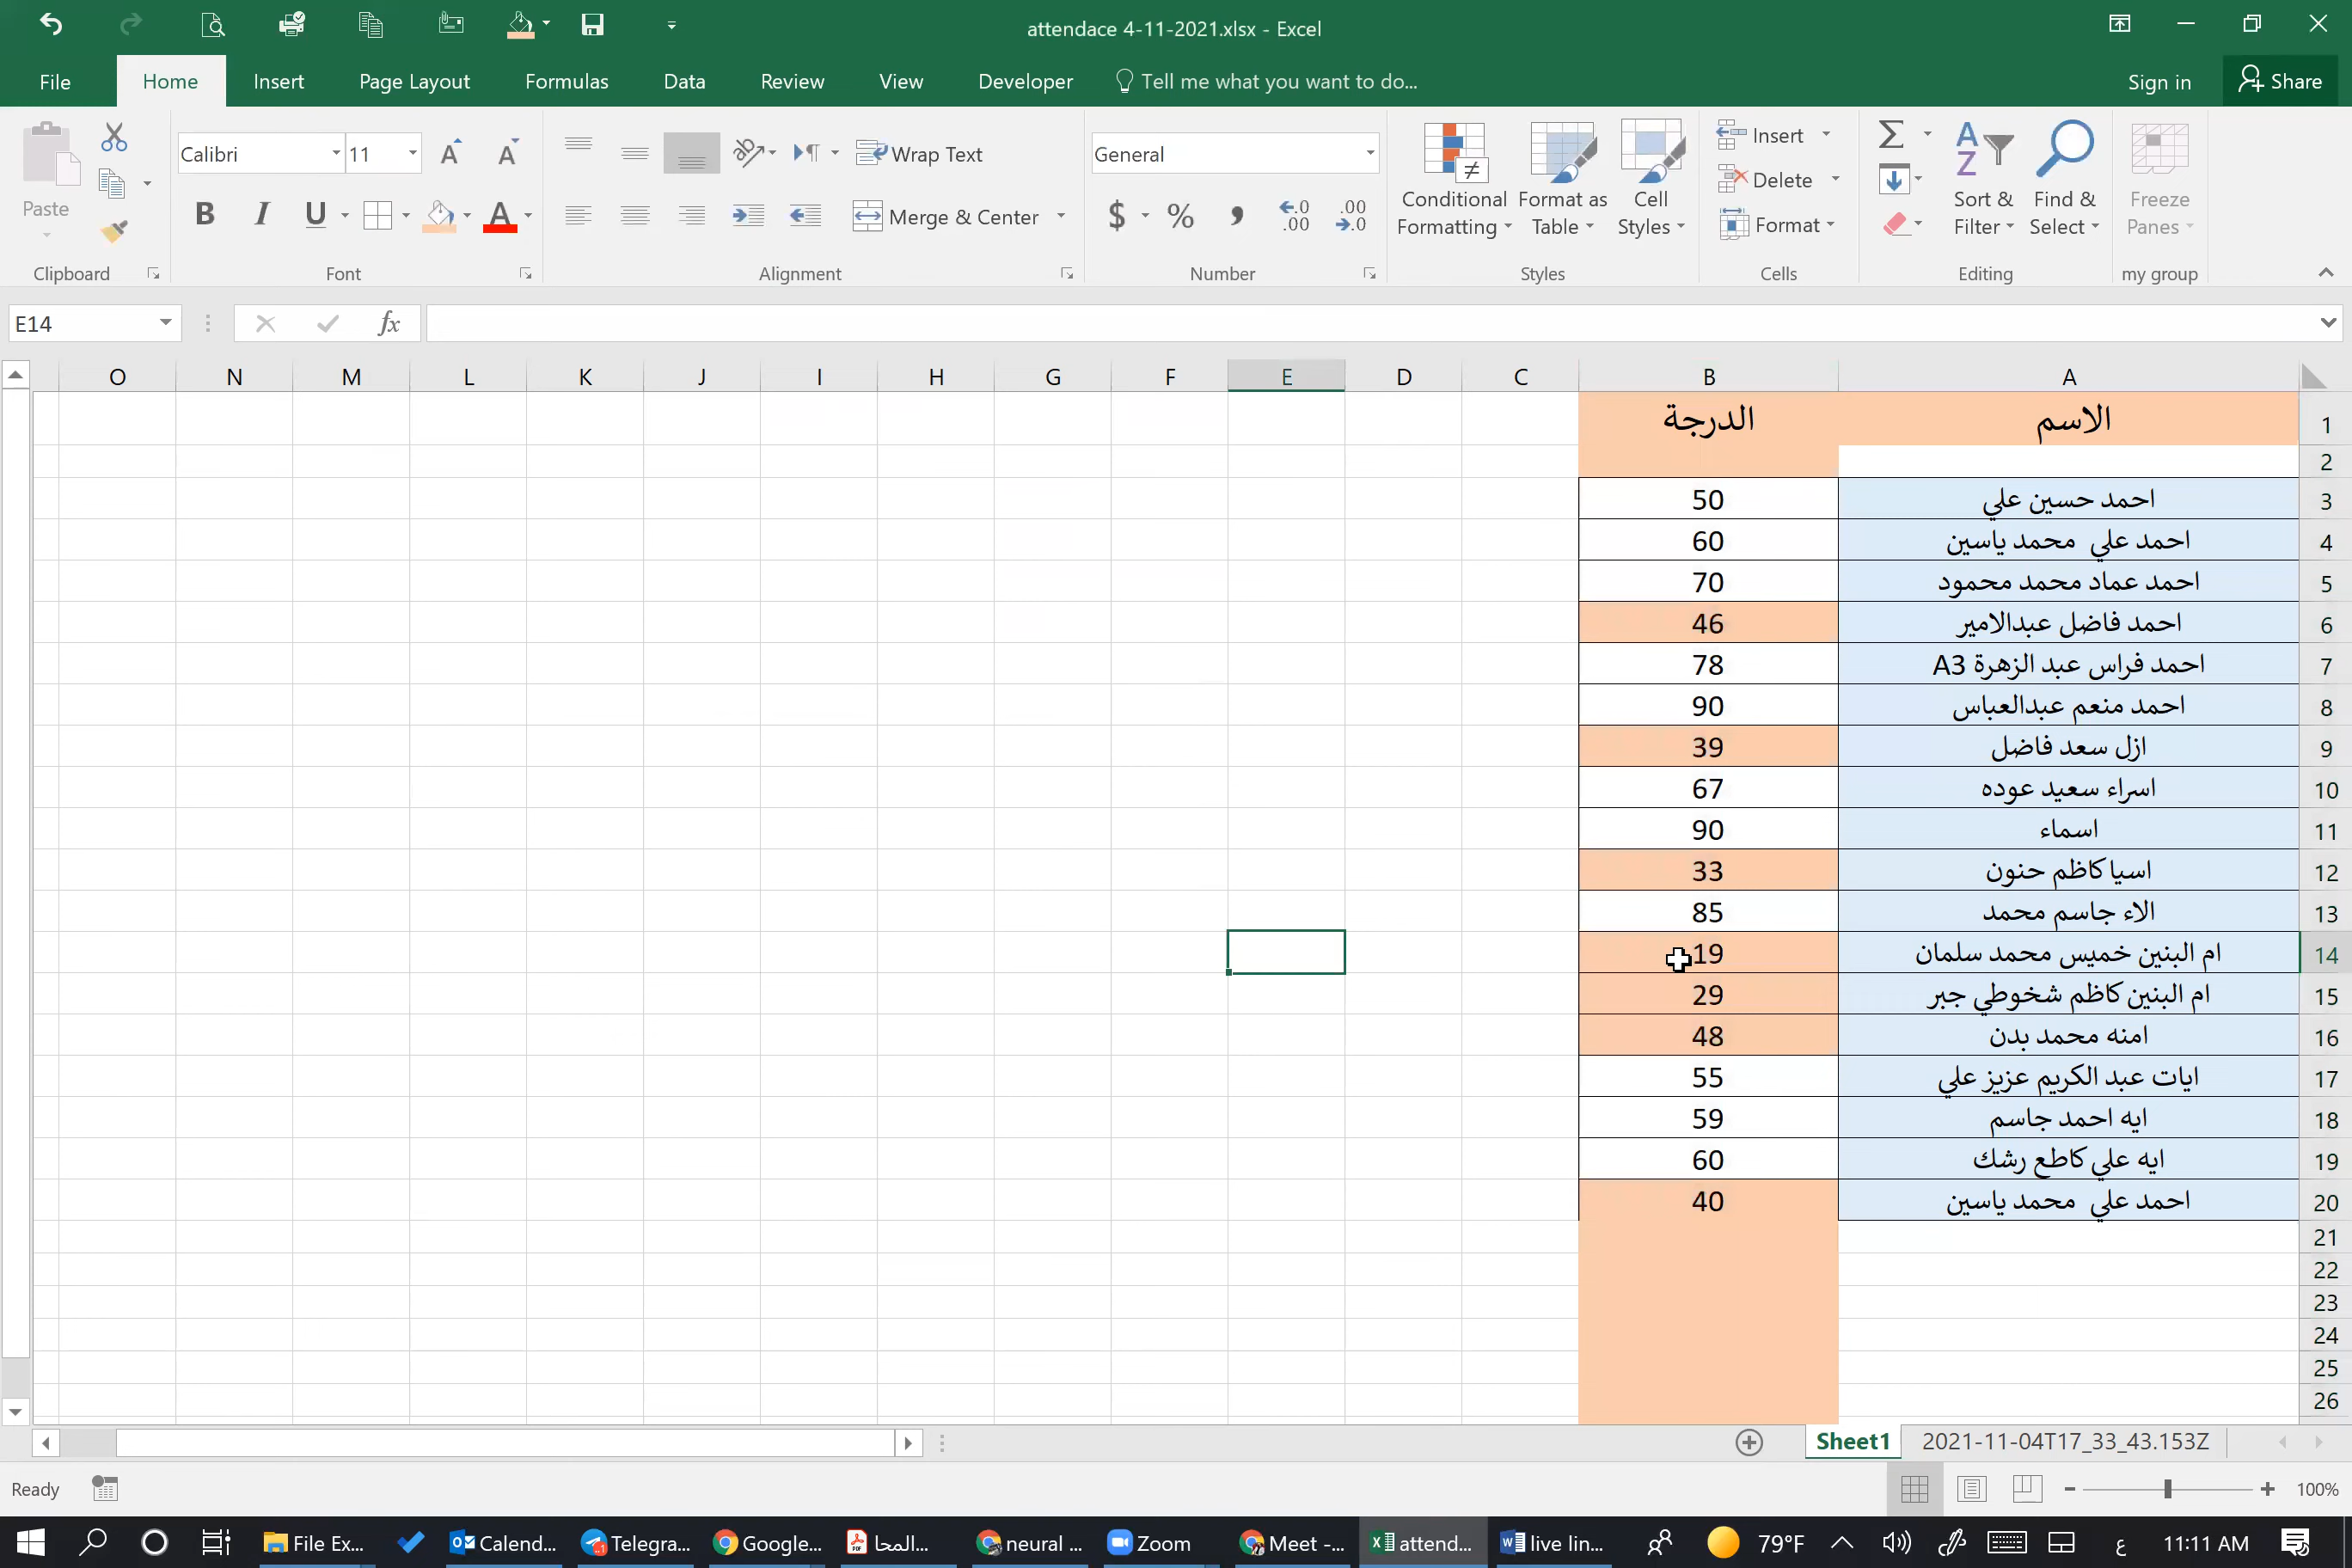 attendace 4-11-2021.xlsx - Excel
File Home Insert Page Layout Formulas Data Review View Developer Tell me what you want to do... Sign in Share
Paste
Clipboard
Calibri 11
B I U A
Font
Wrap Text
Merge & Center
Alignment
General
$ % , .0 .00 .00 .0
Number
Conditional Formatting
Format as Table
Cell Styles
Styles
Insert
Delete
Format
Cells
Sort & Filter
Find & Select
Editing
Freeze Panes
my group
E14 fx
O N M L K J I H G F E D C B A
الاسم الدرجة 1
2
احمد حسين علي 50 3
احمد علي محمد ياسين 60 4
احمد عماد محمد محمود 70 5
احمد فاضل عبدالامير 46 6
احمد فراس عبد الزهرة A3 78 7
احمد منعم عبدالعباس 90 8
ازل سعد فاضل 39 9
اسراء سعيد عوده 67 10
اسماء 90 11
اسيا كاظم حنون 33 12
الاء جاسم محمد 85 13
ام البنين خميس محمد سلمان 19 14
ام البنين كاظم شخوطي جبر 29 15
امنه محمد بدن 48 16
ايات عبد الكريم عزيز علي 55 17
ايه احمد جاسم 59 18
ايه علي كاطع رشك 60 19
احمد علي محمد ياسين 40 20
21
22
23
24
25
26
Sheet1 2021-11-04T17_33_43.153Z
Ready 100%
File Ex... Calend... Telegra... Google... المحا... neural ... Zoom Meet -... attend... live lin... 79°F ع 11:11 AM